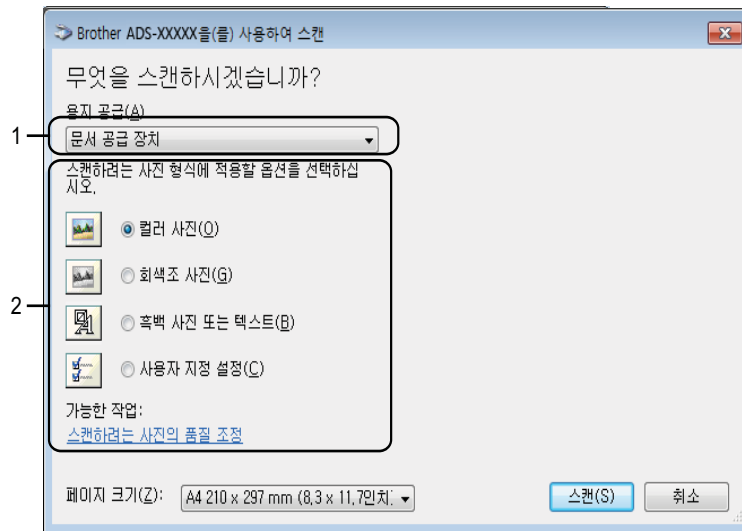 Brother ADS-XXXXX을(를) 사용하여 스캔
무엇을 스캔하시겠습니까?
용지 공급(A)
1
문서 공급 장치
스캔하려는 사진 형식에 적용할 옵션을 선택하십
시오.
컬러 사진(O)
회색조 사진(G)
2
흑백 사진 또는 텍스트(B)
사용자 지정 설정(C)
가능한 작업:
스캔하려는 사진의 품질 조정
페이지 크기(Z): A4 210 x 297 mm (8,3 x 11,7인치; 스캔(S) 취소